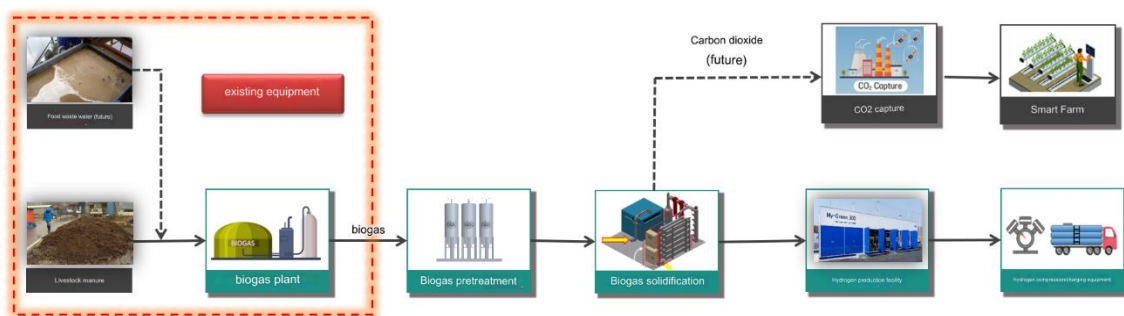 Carbon dioxide
(future)
existing equipment
CO₂ Capture
Food waste water (future)
CO2 capture
Smart Farm
biogas
BIOGAS
Livestock manure
biogas plant
Biogas pretreatment
Biogas solidification
Hydrogen production facility
Hydrogen compression/charging equipment